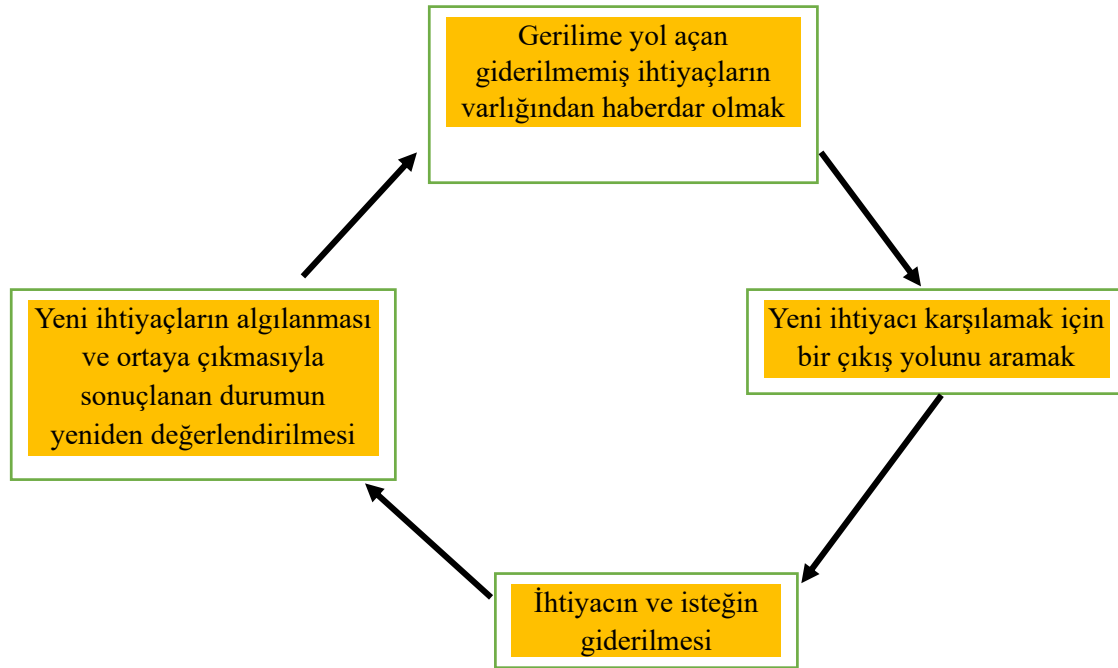 Gerilime yol açan
giderilmemiş ihtiyaçların
varlığından haberdar olmak
Yeni ihtiyacı karşılamak için
bir çıkış yolunu aramak
İhtiyacın ve isteğin
giderilmesi
Yeni ihtiyaçların algılanması
ve ortaya çıkmasıyla
sonuçlanan durumun
yeniden değerlendirilmesi